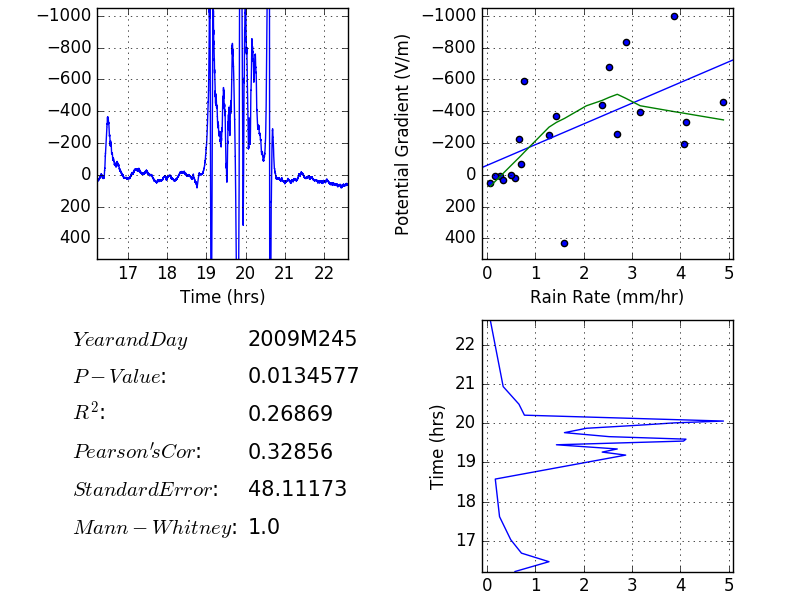 −1000
−800
−600
−400
−200
0
200
400
17 18 19 20 21 22
Time (hrs)
Potential Gradient (V/m)
−1000
−800
−600
−400
−200
0
200
400
0 1 2 3 4 5
Rain Rate (mm/hr)
YearandDay 2009M245
P − Value: 0.0134577
R²: 0.26869
Pearson'sCor: 0.32856
StandardError: 48.11173
Mann − Whitney: 1.0
Time (hrs)
22
21
20
19
18
17
0 1 2 3 4 5